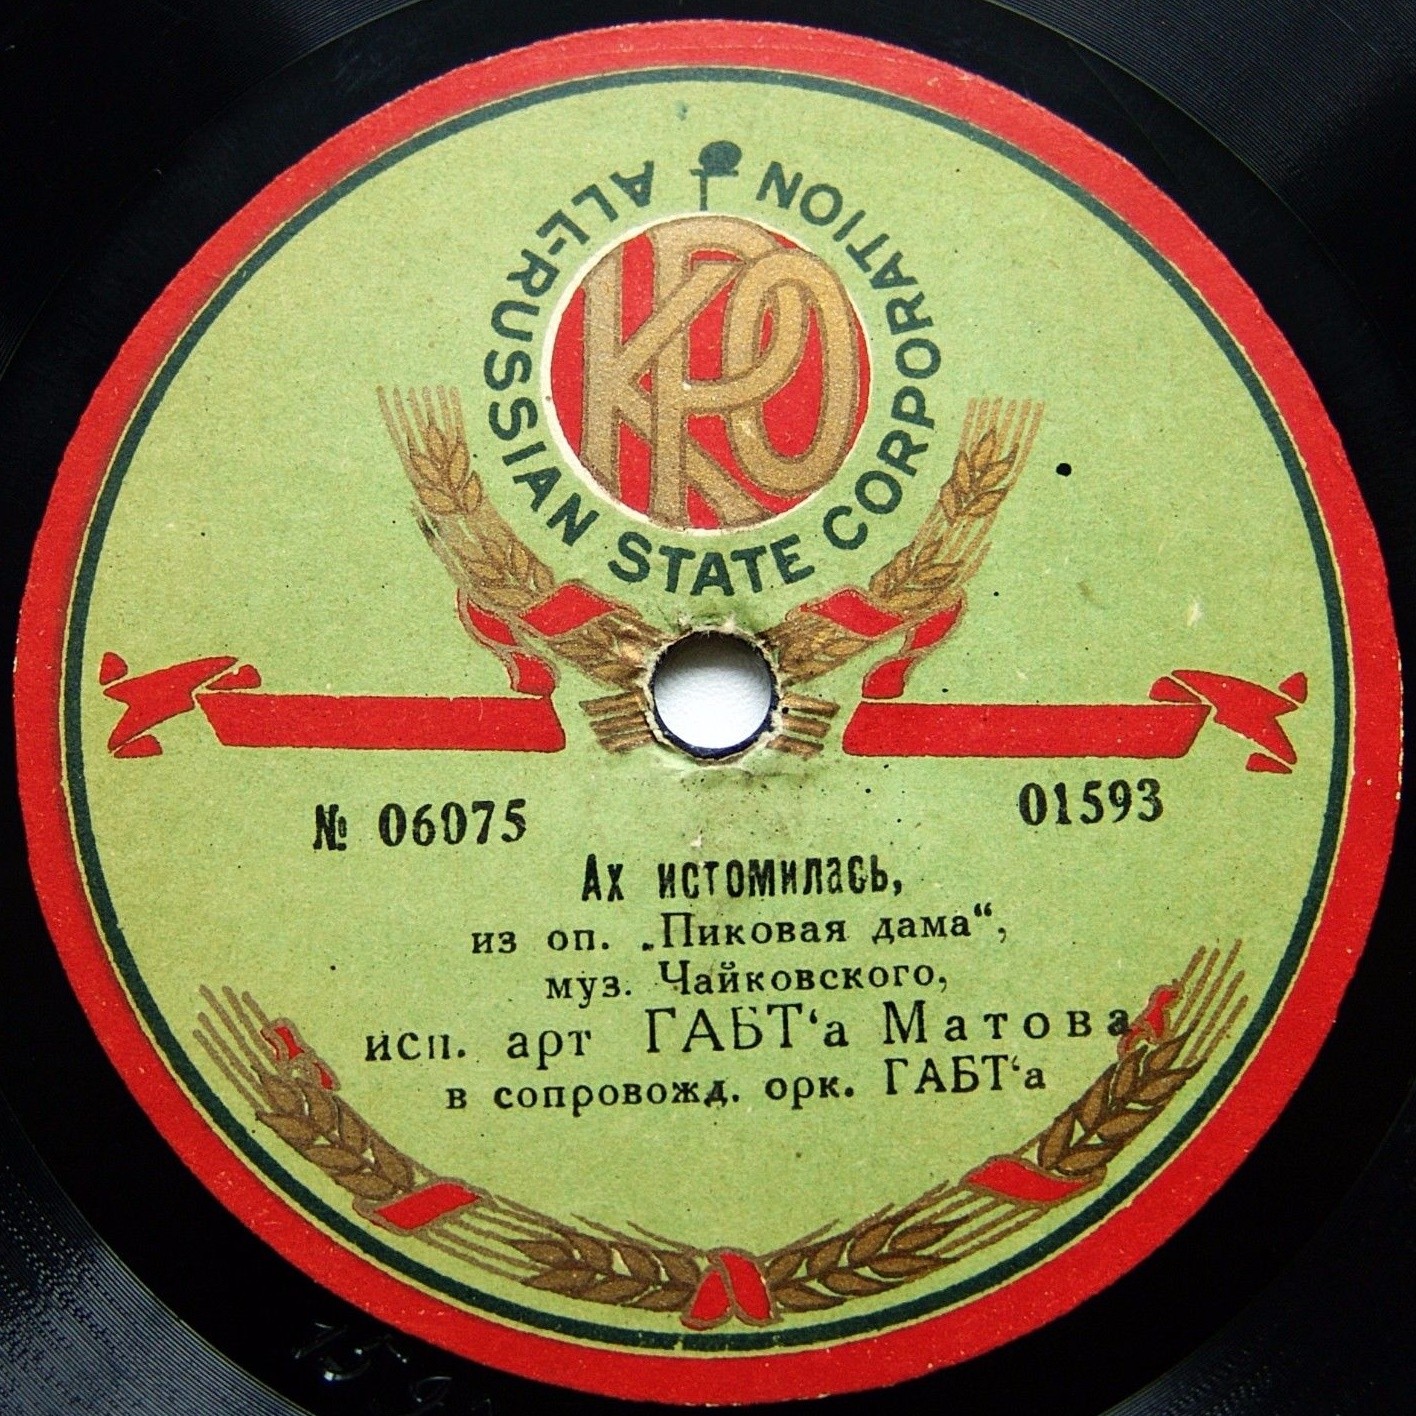 ALL-RUSSIAN STATE CORPORATION
KPO
№ 06075
01593
Ах истомилась,
из оп. „Пиковая дама“,
муз. Чайковского,
исп. арт ГАБТ‘а Матова
в сопровожд. орк. ГАБТ‘а